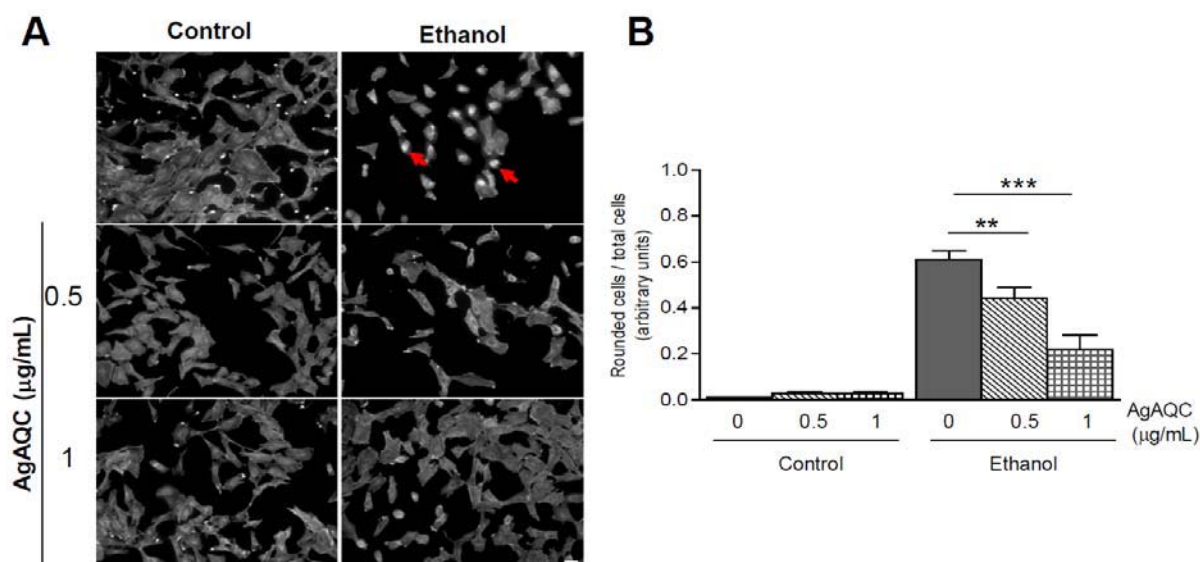 A
Control
Ethanol
AgAQC (μg/mL)
0.5
1
B
Rounded cells / total cells
(arbitrary units)
1.0
0.8
0.6
0.4
0.2
0.0
***
**
0 0.5 1 0 0.5 1 AgAQC
(μg/mL)
Control Ethanol